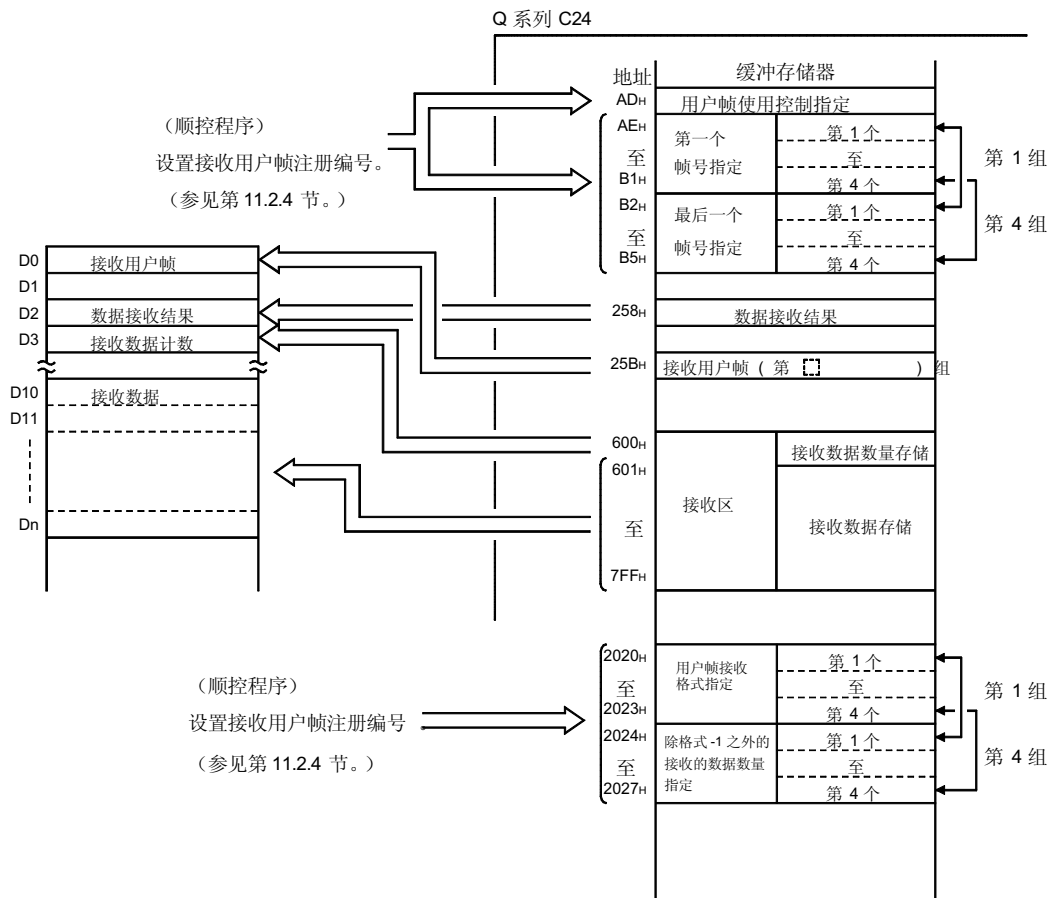 Q 系列 C24
地址
缓冲存储器
ADH
用户帧使用控制指定
(顺控程序)
设置接收用户帧注册编号。
(参见第 11.2.4 节。)
AEH
至
B1H
第一个
帧号指定
第 1 个
至
第 4 个
第 1 组
B2H
至
B5H
最后一个
帧号指定
第 1 个
至
第 4 个
第 4 组
D0
接收用户帧
D1
D2
数据接收结果
D3
接收数据计数
D10
接收数据
D11
Dn
258H
数据接收结果
25BH
接收用户帧 ( 第 ) 组
600H
接收数据数量存储
601H
至
7FFH
接收区
接收数据存储
(顺控程序)
设置接收用户帧注册编号
(参见第 11.2.4 节。)
2020H
至
2023H
用户帧接收
格式指定
第 1 个
至
第 4 个
第 1 组
2024H
至
2027H
除格式 -1 之外的
接收的数据数量
指定
第 1 个
至
第 4 个
第 4 组